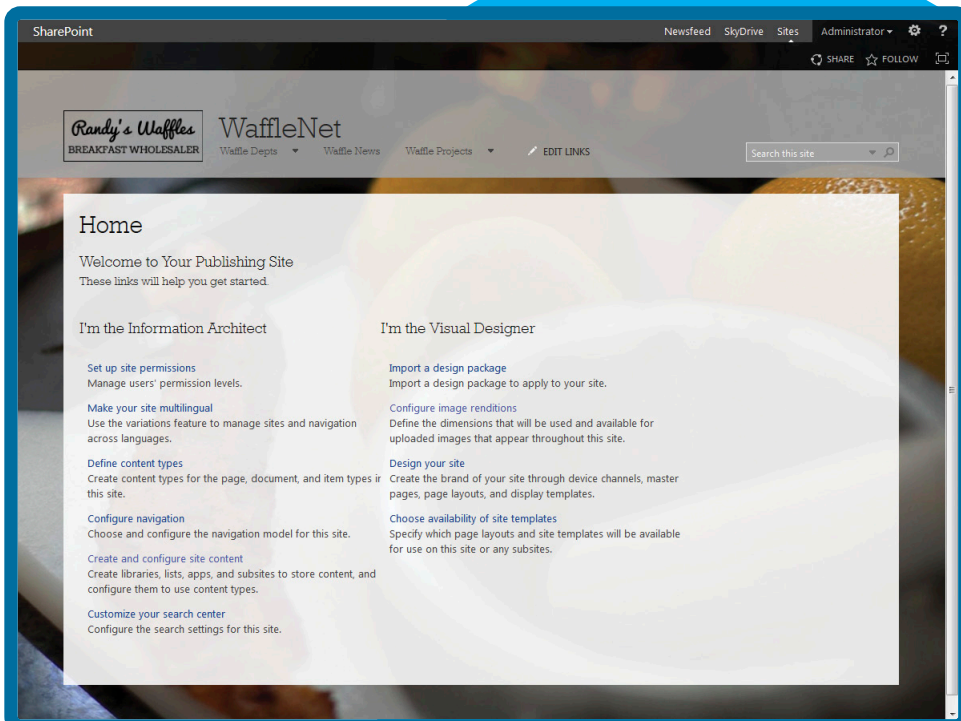 SharePoint
Newsfeed SkyDrive Sites Administrator ?
SHARE FOLLOW
Randy's Waffles
BREAKFAST WHOLESALER
WaffleNet
Waffle Depts Waffle News Waffle Projects EDIT LINKS
Search this site
Home
Welcome to Your Publishing Site
These links will help you get started.
I'm the Information Architect
Set up site permissions
Manage users' permission levels.
Make your site multilingual
Use the variations feature to manage sites and navigation
across languages.
Define content types
Create content types for the page, document, and item types in
this site.
Configure navigation
Choose and configure the navigation model for this site.
Create and configure site content
Create libraries, lists, apps, and subsites to store content, and
configure them to use content types.
Customize your search center
Configure the search settings for this site.
I'm the Visual Designer
Import a design package
Import a design package to apply to your site.
Configure image renditions
Define the dimensions that will be used and available for
uploaded images that appear throughout this site.
Design your site
Create the brand of your site through device channels, master
pages, page layouts, and display templates.
Choose availability of site templates
Specify which page layouts and site templates will be available
for use on this site or any subsites.